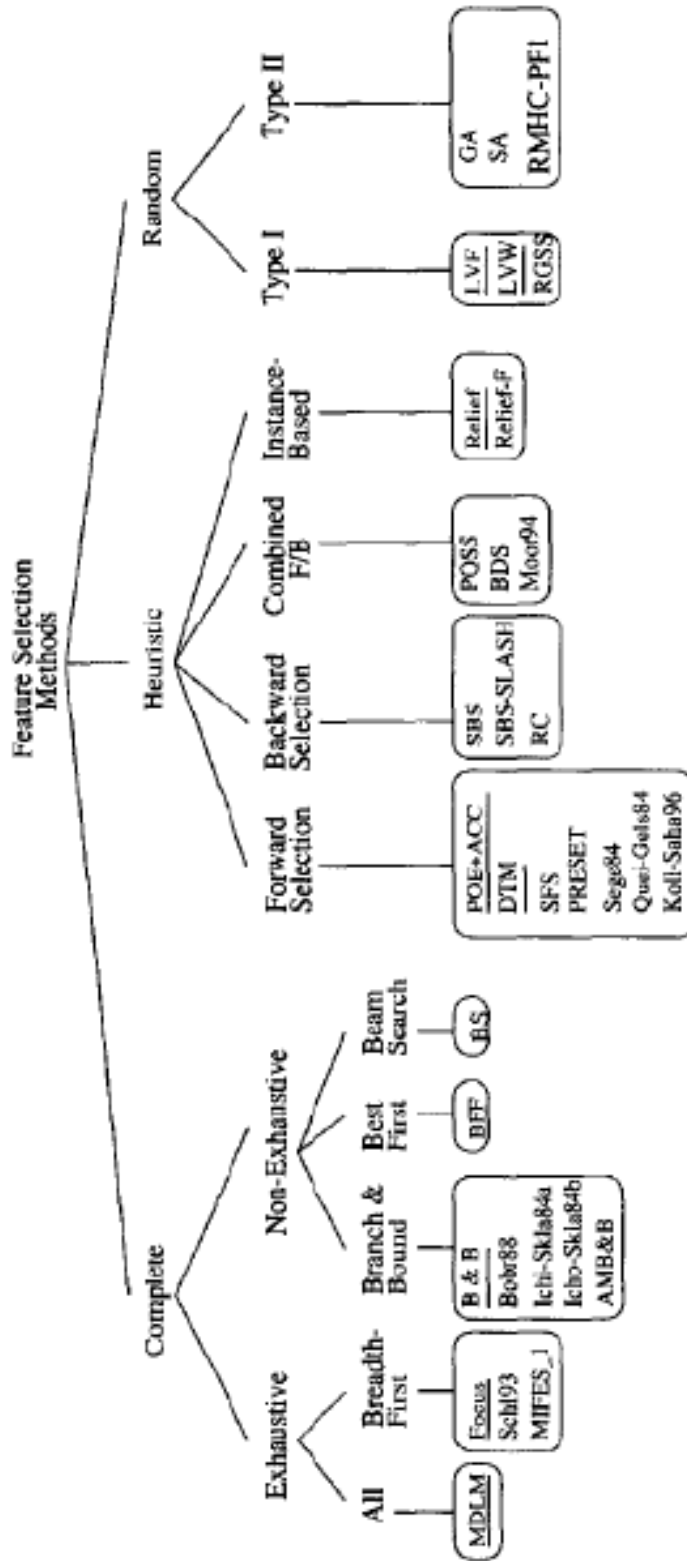 Feature Selection
Methods
Complete
Heuristic
Random
Exhaustive
Non-Exhaustive
Forward
Selection
Backward
Selection
Combined
F/B
Instance-
Based
Type I
Type II
All
Breadth-
First
Branch &
Bound
Best
First
Beam
Search
MDLM
Focus
Schl93
MIFES_1
B & B
Bobr88
Ichi-Skla84a
Icho-Skla84b
AMB&B
BFF
BS
POE+ACC
DTM
SFS
PRESET
Sege84
Quei-Gels84
Koll-Saha96
SBS
SBS-SLASH
RC
PQSS
BDS
Moor94
Relief
Relief-F
LVF
LVW
RGSS
GA
SA
RMHC-PF1